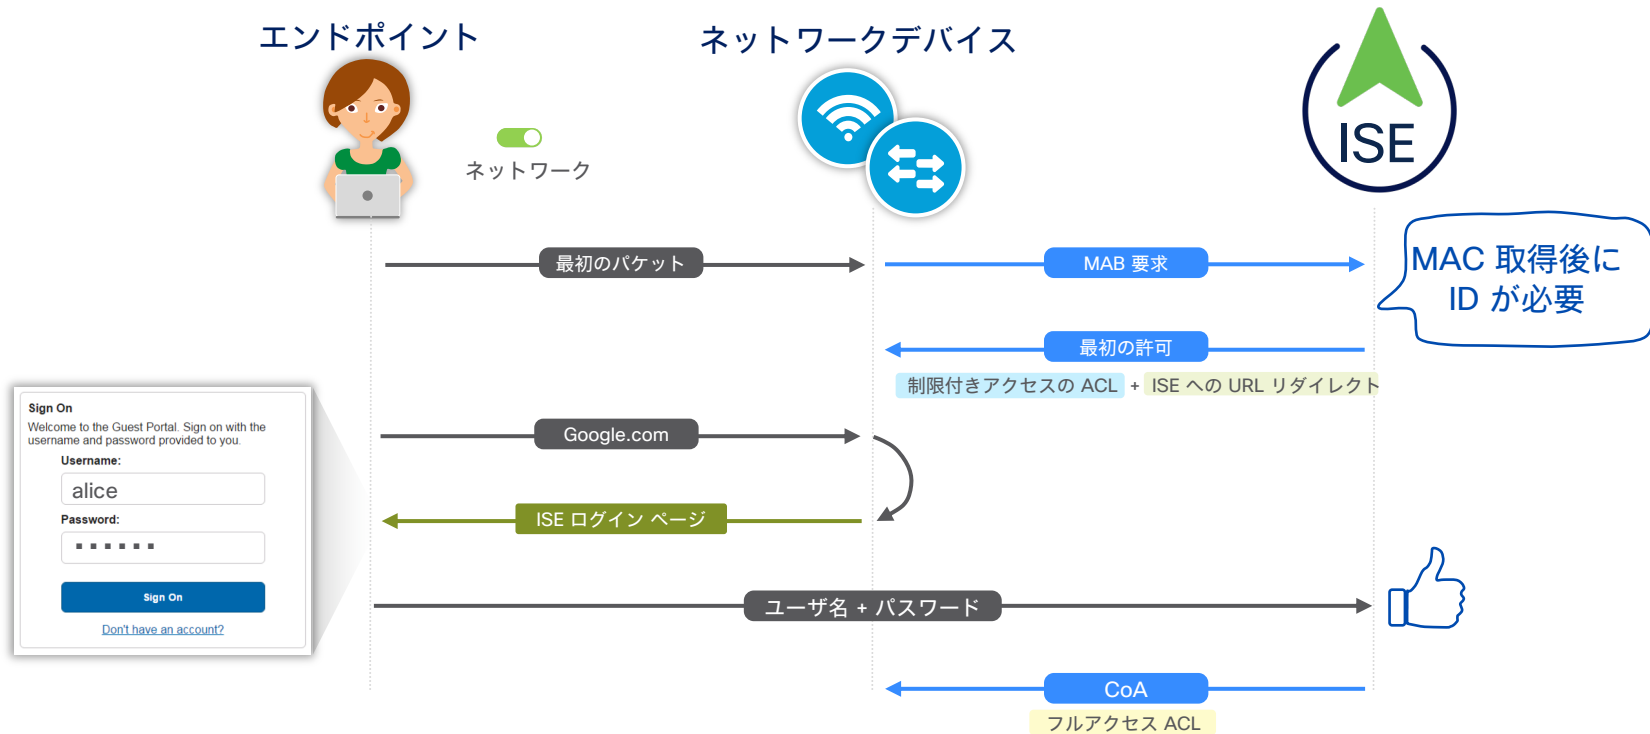 エンドポイント
ネットワークデバイス
ISE
ネットワーク
最初のパケット
MAB 要求
MAC 取得後に
ID が必要
最初の許可
制限付きアクセスの ACL + ISE への URL リダイレクト
Google.com
ISE ログイン ページ
Sign On
Welcome to the Guest Portal. Sign on with the
username and password provided to you.
Username:
alice
Password:
Sign On
Don't have an account?
ユーザ名 + パスワード
CoA
フルアクセス ACL